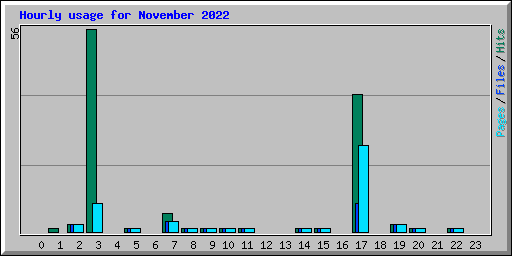 Hourly usage for November 2022
56
Pages/Files/Hits
0 1 2 3 4 5 6 7 8 9 10 11 12 13 14 15 16 17 18 19 20 21 22 23